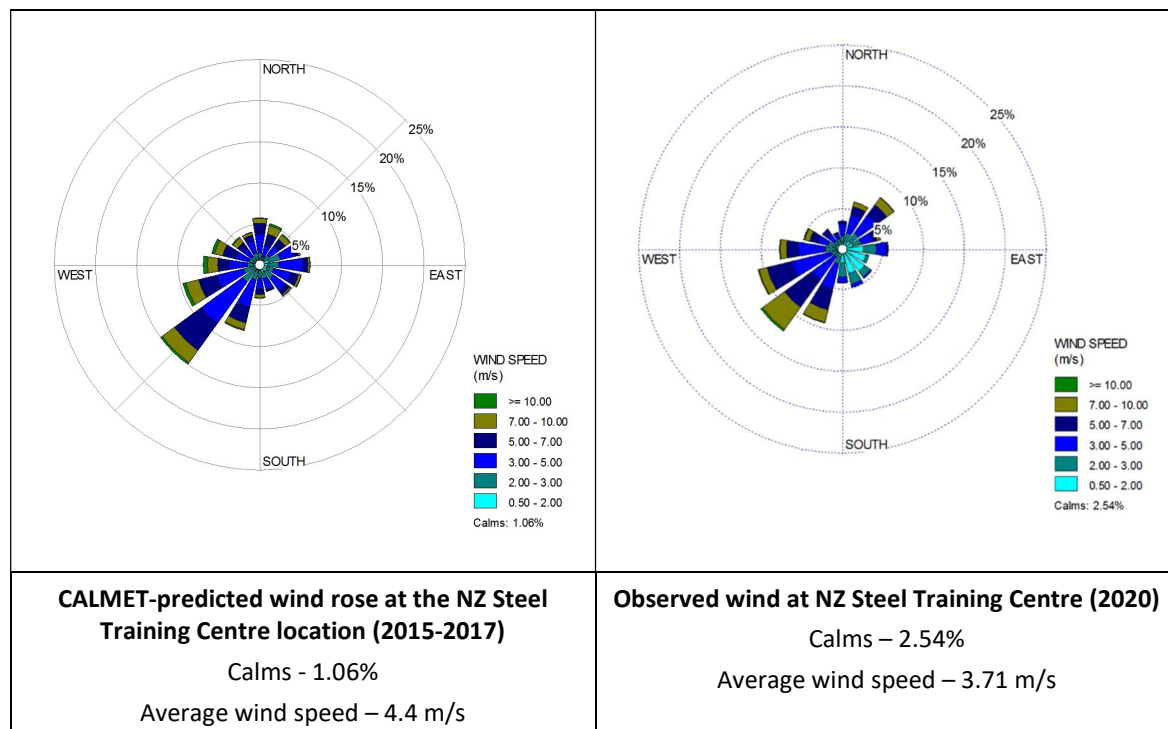 NORTH
25%
20%
15%
10%
5%
WEST
EAST
SOUTH
WIND SPEED
(m/s)
>= 10.00
7.00 - 10.00
5.00 - 7.00
3.00 - 5.00
2.00 - 3.00
0.50 - 2.00
Calms: 1.06%
NORTH
25%
20%
15%
10%
5%
WEST
EAST
SOUTH
WIND SPEED
(m/s)
>= 10.00
7.00 - 10.00
5.00 - 7.00
3.00 - 5.00
2.00 - 3.00
0.50 - 2.00
Calms: 2.54%
CALMET-predicted wind rose at the NZ Steel
Training Centre location (2015-2017)
Calms - 1.06%
Average wind speed – 4.4 m/s
Observed wind at NZ Steel Training Centre (2020)
Calms – 2.54%
Average wind speed – 3.71 m/s